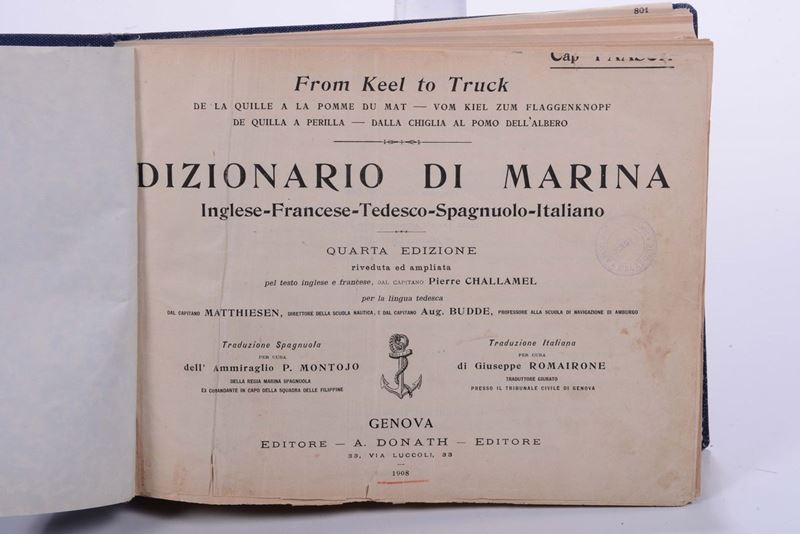 801
Cap
From Keel to Truck
DE LA QUILLE A LA POMME DU MAT — VOM KIEL ZUM FLAGGENKNOPF
DE QUILLA A PERILLA — DALLA CHIGLIA AL POMO DELL'ALBERO
DIZIONARIO DI MARINA
Inglese-Francese-Tedesco-Spagnuolo-Italiano
QUARTA EDIZIONE
riveduta ed ampliata
pel testo inglese e francese, DAL CAPITANO Pierre CHALLAMEL
per la lingua tedesca
DAL CAPITANO MATTHIESEN, DIRETTORE DELLA SCUOLA NAUTICA, E DAL CAPITANO Aug. BUDDE, PROFESSORE ALLA SCUOLA DI NAVIGAZIONE DI AMBURGO
Traduzione Spagnuola
PER CURA
dell' Ammiraglio P. MONTOJO
DELLA REGIA MARINA SPAGNUOLA
EX COMANDANTE IN CAPO DELLA SQUADRA DELLE FILIPPINE
Traduzione Italiana
PER CURA
di Giuseppe ROMAIRONE
TRADUTTORE GIURATO
PRESSO IL TRIBUNALE CIVILE DI GENOVA
GENOVA
EDITORE — A. DONATH — EDITORE
33, VIA LUCCOLI, 33
1908